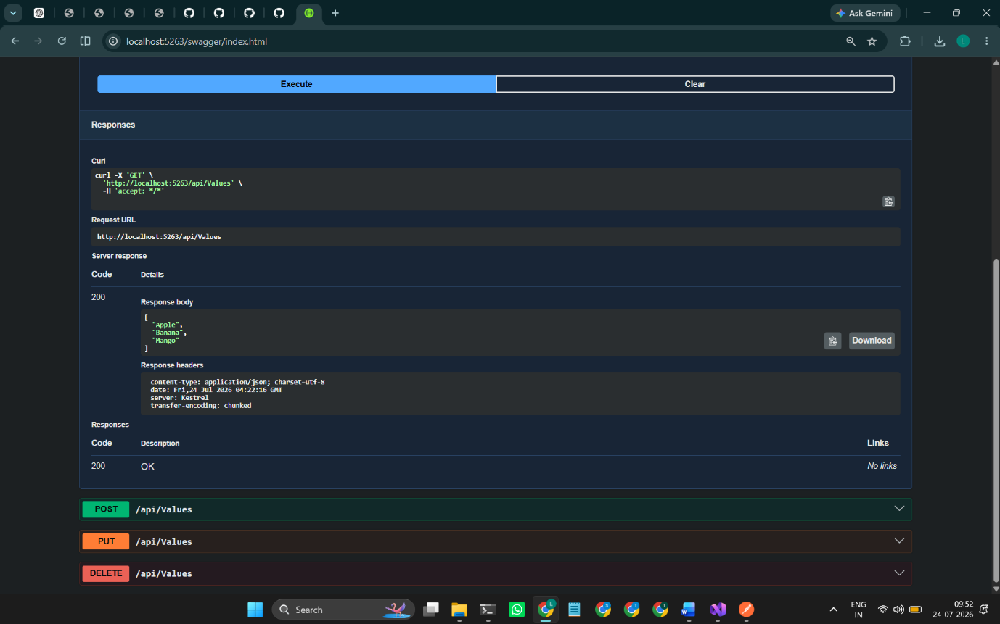 Ask Gemini
localhost:5263/swagger/index.html
L
Execute
Clear
Responses
Curl
curl -X 'GET' \
'http://localhost:5263/api/Values' \
-H 'accept: */*'
Request URL
http://localhost:5263/api/Values
Server response
Code Details
200
Response body
[
"Apple",
"Banana",
"Mango"
]
Download
Response headers
content-type: application/json; charset=utf-8
date: Fri,24 Jul 2026 04:22:16 GMT
server: Kestrel
transfer-encoding: chunked
Responses
Code Description Links
200 OK No links
POST /api/Values
PUT /api/Values
DELETE /api/Values
Search
ENG
IN
09:52
24-07-2026